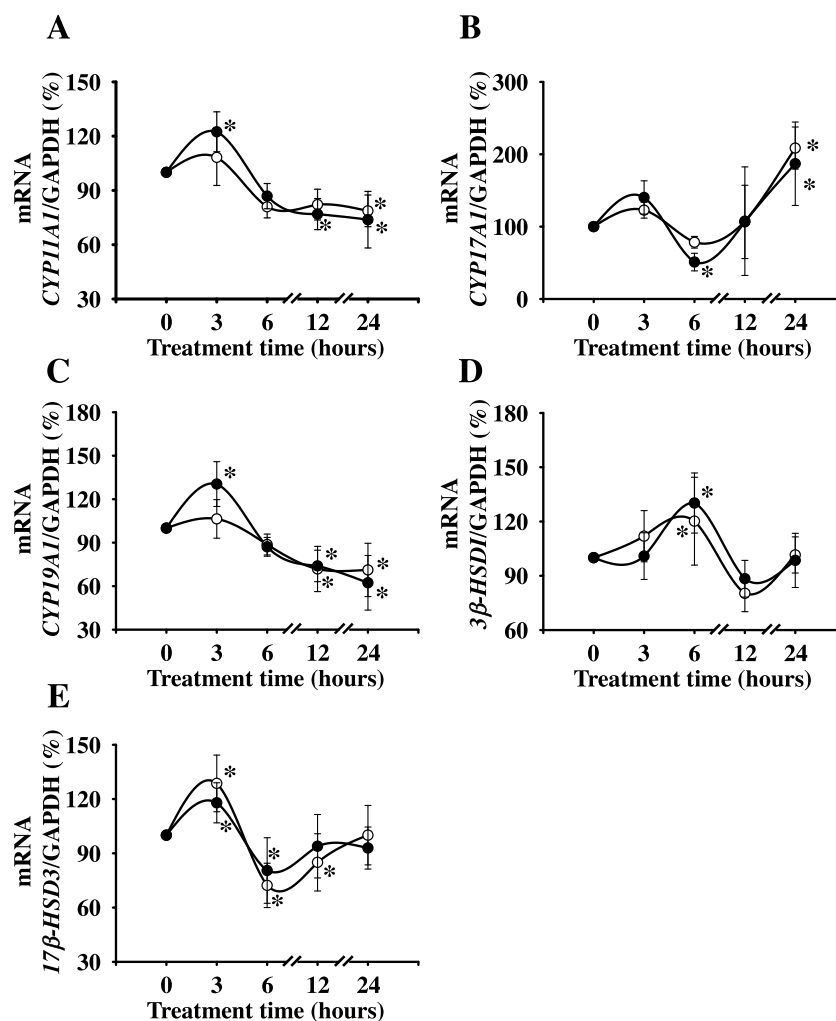 A
mRNA
CYP11A1/GAPDH (%)
150
120
90
60
30
*
*
*
*
0 3 6 12 24
Treatment time (hours)
B
mRNA
CYP17A1/GAPDH (%)
300
200
100
0
*
*
*
0 3 6 12 24
Treatment time (hours)
C
mRNA
CYP19A1/GAPDH (%)
180
150
120
90
60
30
*
*
*
*
*
0 3 6 12 24
Treatment time (hours)
D
mRNA
3β-HSD1/GAPDH (%)
180
150
120
90
60
*
*
0 3 6 12 24
Treatment time (hours)
E
mRNA
17β-HSD3/GAPDH (%)
150
120
90
60
30
*
*
*
*
*
0 3 6 12 24
Treatment time (hours)